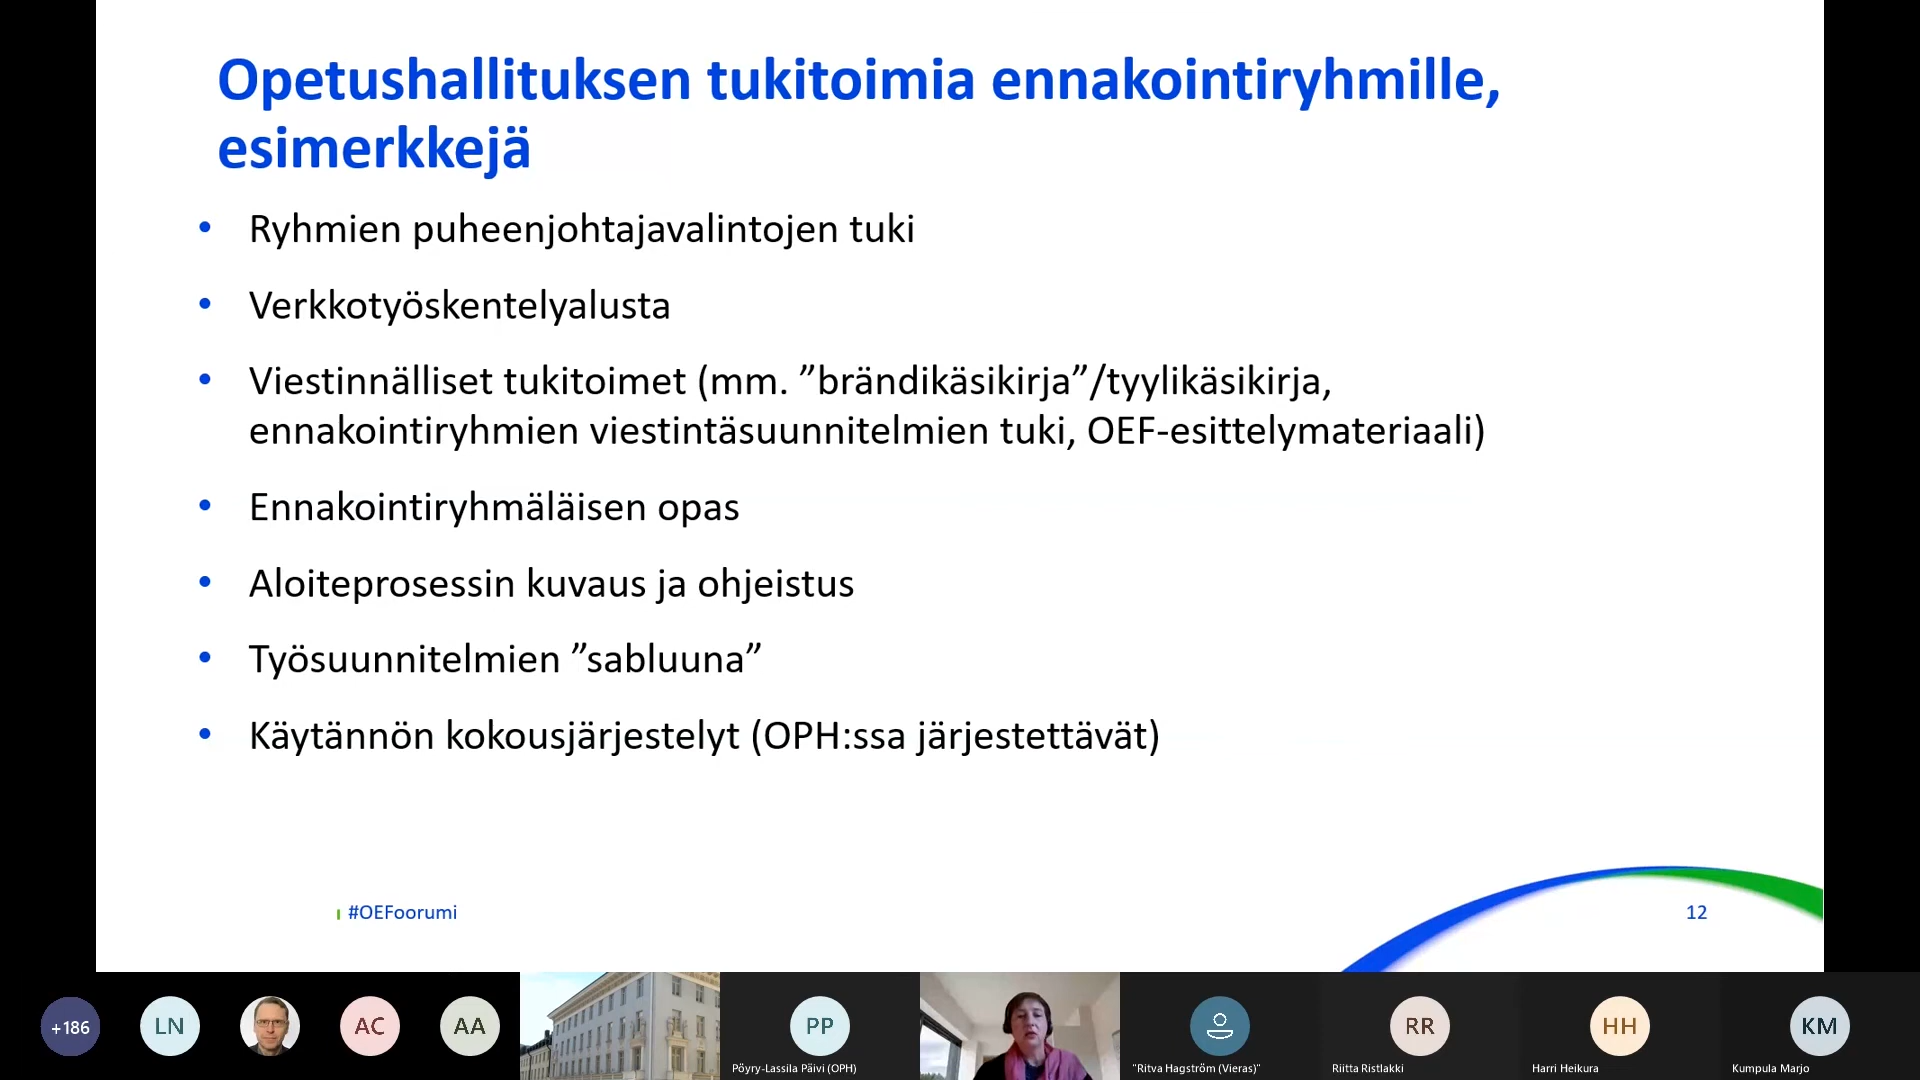 Opetushallituksen tukitoimia ennakointiryhmille,
esimerkkejä
• Ryhmien puheenjohtajavalintojen tuki
• Verkkotyöskentelyalusta
• Viestinnälliset tukitoimet (mm. ”brändikäsikirja”/tyylikäsikirja,
ennakointiryhmien viestintäsuunnitelmien tuki, OEF-esittelymateriaali)
• Ennakointiryhmäläisen opas
• Aloiteprosessin kuvaus ja ohjeistus
• Työsuunnitelmien ”sabluuna”
• Käytännön kokousjärjestelyt (OPH:ssa järjestettävät)
#OEFoorumi
12
+186
LN
AC
AA
PP
RR
HH
KM
Pöyry-Lassila Päivi (OPH)
"Ritva Hagström (Vieras)"
Riitta Ristlakki
Harri Heikura
Kumpula Marjo